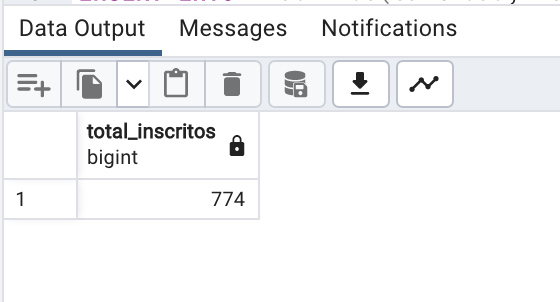 Data Output Messages Notifications
total_inscritos
bigint
1 774